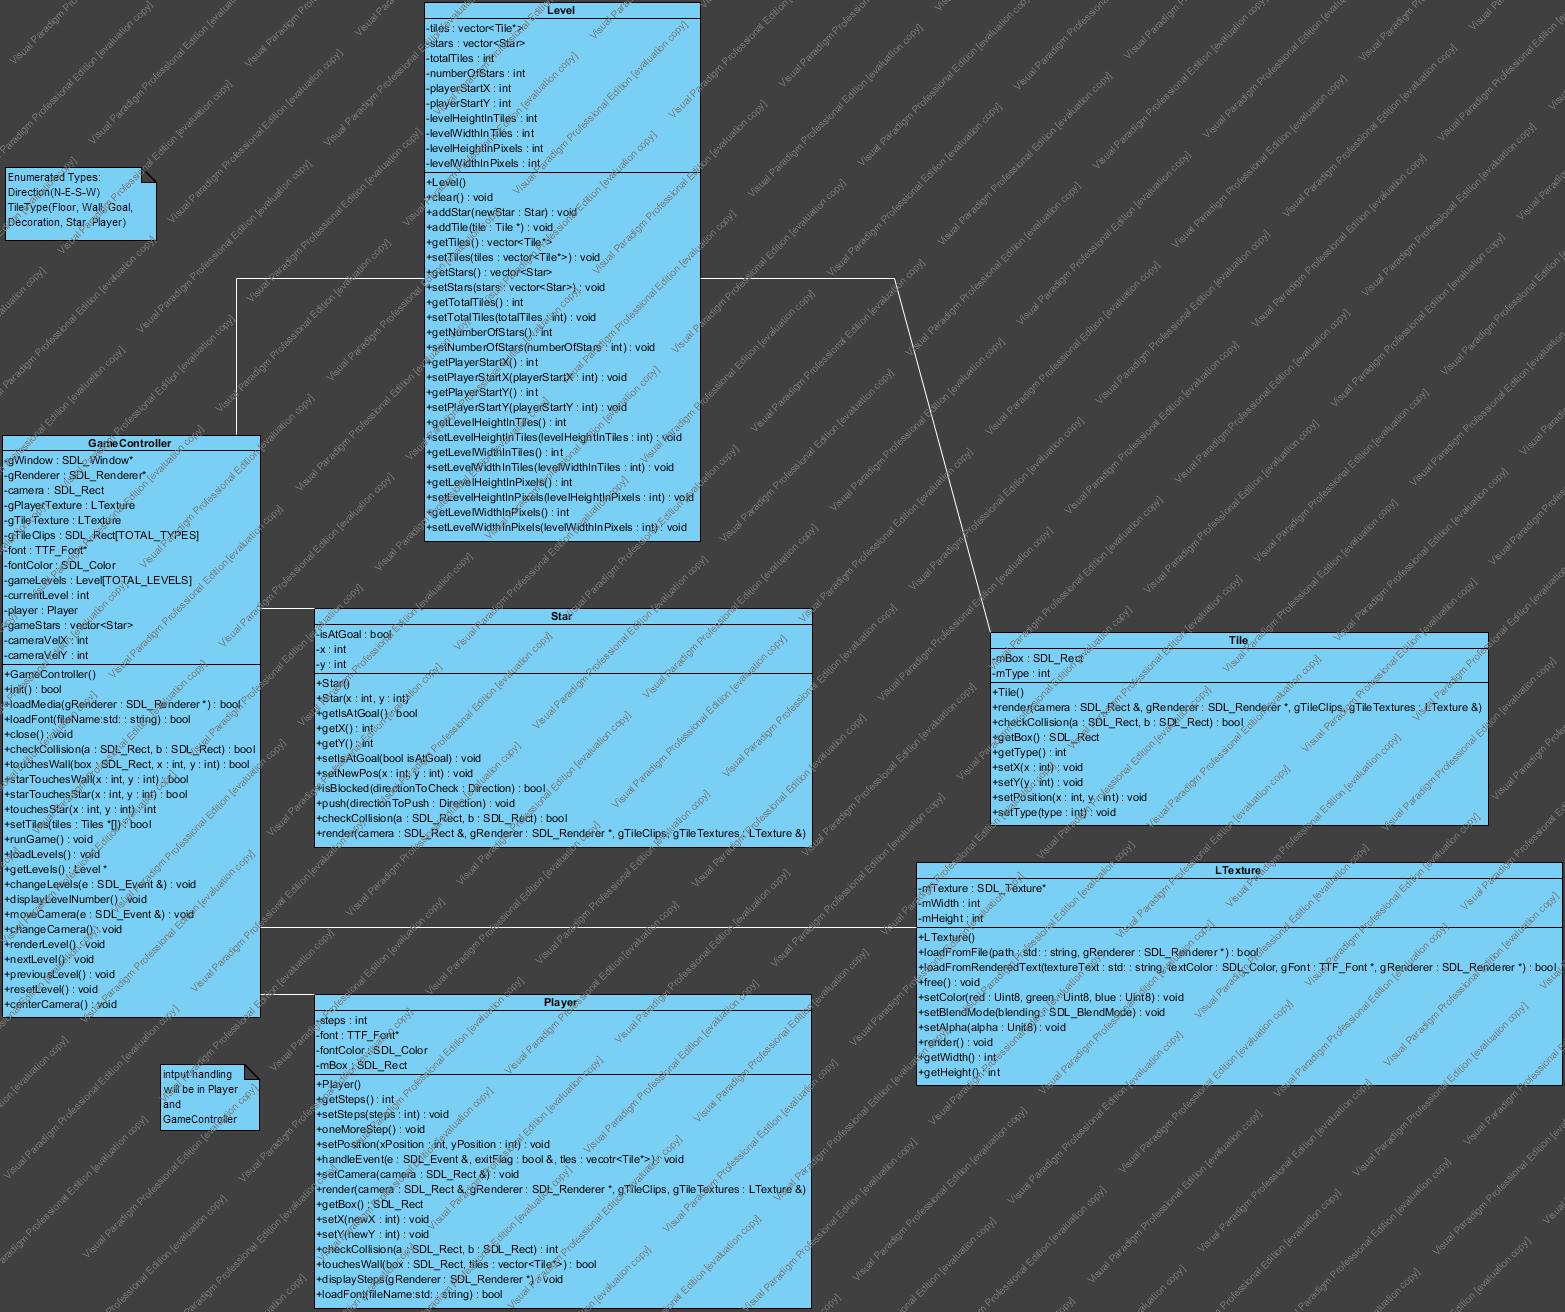 Level
-tiles : vector<Tile*>
-stars : vector<Star>
-totalTiles : int
-numberOfStars : int
-playerStartX : int
-playerStartY : int
-levelHeightInTiles : int
-levelWidthInTiles : int
-levelHeightInPixels : int
-levelWidthInPixels : int
+Level()
+clear() : void
+addStar(newStar : Star) : void
+addTile(tile : Tile *) : void
+getTiles() : vector<Tile*>
+setTiles(tiles : vector<Tile*>) : void
+getStars() : vector<Star>
+setStars(stars : vector<Star>) : void
+getTotalTiles() : int
+setTotalTiles(totalTiles : int) : void
+getNumberOfStars() : int
+setNumberOfStars(numberOfStars : int) : void
+getPlayerStartX() : int
+setPlayerStartX(playerStartX : int) : void
+getPlayerStartY() : int
+setPlayerStartY(playerStartY : int) : void
+getLevelHeightInTiles() : int
+setLevelHeightInTiles(levelHeightInTiles : int) : void
+getLevelWidthInTiles() : int
+setLevelWidthInTiles(levelWidthInTiles : int) : void
+getLevelHeightInPixels() : int
+setLevelHeightInPixels(levelHeightInPixels : int) : void
+getLevelWidthInPixels() : int
+setLevelWidthInPixels(levelWidthInPixels : int) : void
Enumerated Types:
Direction(N-E-S-W)
TileType(Floor, Wall, Goal,
Decoration, Star, Player)
GameController
-gWindow : SDL_Window*
-gRenderer : SDL_Renderer*
-camera : SDL_Rect
-gPlayerTexture : LTexture
-gTileTexture : LTexture
-gTileClips : SDL_Rect[TOTAL_TYPES]
-font : TTF_Font*
-fontColor : SDL_Color
-gameLevels : Level[TOTAL_LEVELS]
-currentLevel : int
-player : Player
-gameStars : vector<Star>
-cameraVelX : int
-cameraVelY : int
+GameController()
+init() : bool
+loadMedia(gRenderer : SDL_Renderer *) : bool
+loadFont(fileName:std: : string) : bool
+close() : void
+checkCollision(a : SDL_Rect, b : SDL_Rect) : bool
+touchesWall(box : SDL_Rect, x : int, y : int) : bool
+starTouchesWall(x : int, y : int) : bool
+starTouchesStar(x : int, y : int) : bool
+touchesStar(x : int, y : int) : int
+setTiles(tiles : Tiles *[]) : bool
+runGame() : void
+loadLevels() : void
+getLevels() : Level *
+changeLevels(e : SDL_Event &) : void
+displayLevelNumber() : void
+moveCamera(e : SDL_Event &) : void
+changeCamera() : void
+renderLevel() : void
+nextLevel() : void
+previousLevel() : void
+resetLevel() : void
+centerCamera() : void
Star
-isAtGoal : bool
-x : int
-y : int
+Star()
+Star(x : int, y : int)
+getIsAtGoal() : bool
+getX() : int
+getY() : int
+setIsAtGoal(bool isAtGoal) : void
+setNewPos(x : int, y : int) : void
+isBlocked(directionToCheck : Direction) : bool
+push(directionToPush : Direction) : void
+checkCollision(a : SDL_Rect, b : SDL_Rect) : bool
+render(camera : SDL_Rect &, gRenderer : SDL_Renderer *, gTileClips, gTileTextures : LTexture &)
Tile
-mBox : SDL_Rect
-mType : int
+Tile()
+render(camera : SDL_Rect &, gRenderer : SDL_Renderer *, gTileClips, gTileTextures : LTexture &)
+checkCollision(a : SDL_Rect, b : SDL_Rect) : bool
+getBox() : SDL_Rect
+getType() : int
+setX(x : int) : void
+setY(y : int) : void
+setPosition(x : int, y : int) : void
+setType(type : int) : void
LTexture
-mTexture : SDL_Texture*
-mWidth : int
-mHeight : int
+LTexture()
+loadFromFile(path : std: : string, gRenderer : SDL_Renderer *) : bool
+loadFromRenderedText(textureText : std: : string, textColor : SDL_Color, gFont : TTF_Font *, gRenderer : SDL_Renderer *) : bool
+free() : void
+setColor(red : Uint8, green : Uint8, blue : Uint8) : void
+setBlendMode(blending : SDL_BlendMode) : void
+setAlpha(alpha : Unit8) : void
+render() : void
+getWidth() : int
+getHeight() : int
Player
-steps : int
-font : TTF_Font*
-fontColor : SDL_Color
-mBox : SDL_Rect
+Player()
+getSteps() : int
+setSteps(steps : int) : void
+oneMoreStep() : void
+setPosition(xPosition : int, yPosition : int) : void
+handleEvent(e : SDL_Event &, exitFlag : bool &, tles : vecotr<Tile*>) : void
+setCamera(camera : SDL_Rect &) : void
+render(camera : SDL_Rect &, gRenderer : SDL_Renderer *, gTileClips, gTileTextures : LTexture &)
+getBox() : SDL_Rect
+setX(newX : int) : void
+setY(newY : int) : void
+checkCollision(a : SDL_Rect, b : SDL_Rect) : int
+touchesWall(box : SDL_Rect, tiles : vector<Tile*>) : bool
+displaySteps(gRenderer : SDL_Renderer *) : void
+loadFont(fileName:std: : string) : bool
intput handling
will be in Player
and
GameController
Visual Paradigm Professional Edition [evaluation copy]